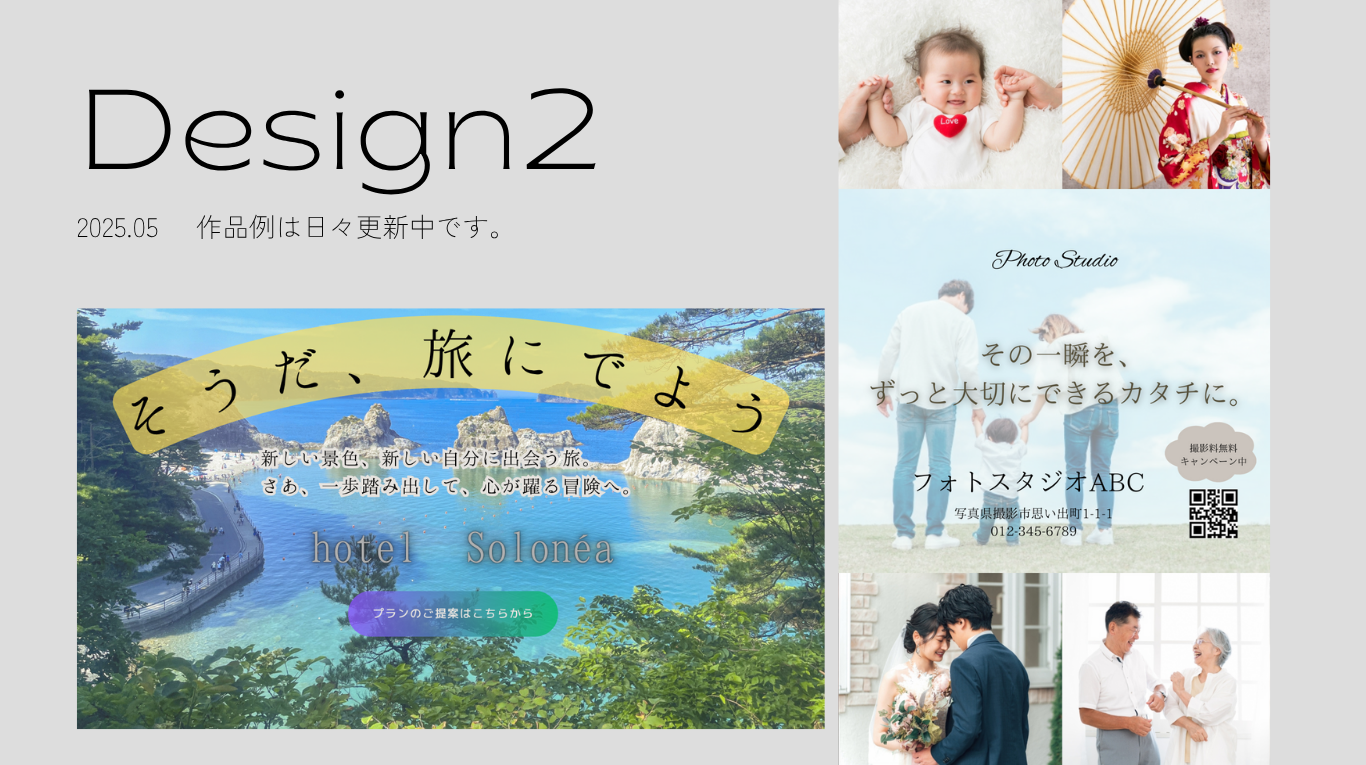 Design2
2025.05 作品例は日々更新中です。
そうだ、旅にでよう
新しい景色、新しい自分に出会う旅。
さあ、一歩踏み出して、心が躍る冒険へ。
hotel Solonéa
プランのご提案はこちらから
Love
Photo Studio
その一瞬を、
ずっと大切にできるカタチに。
撮影料無料
キャンペーン中
フォトスタジオABC
写真県撮影市思い出町1-1-1
012-345-6789